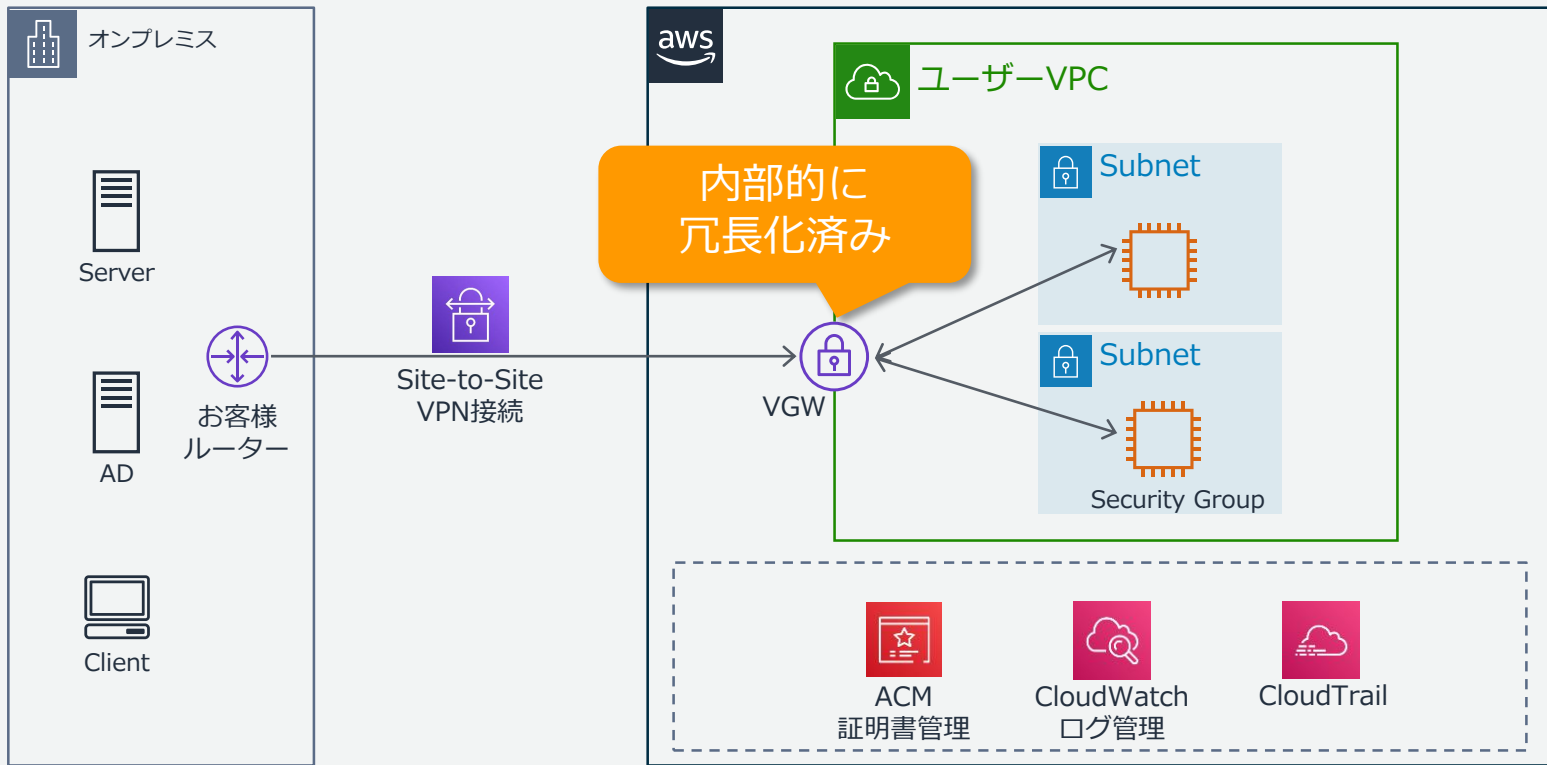 オンプレミス
aws
ユーザーVPC
内部的に
冗長化済み
Subnet
Server
Site-to-Site
VPN接続
お客様
ルーター
VGW
Subnet
AD
Security Group
Client
ACM
証明書管理
CloudWatch
ログ管理
CloudTrail